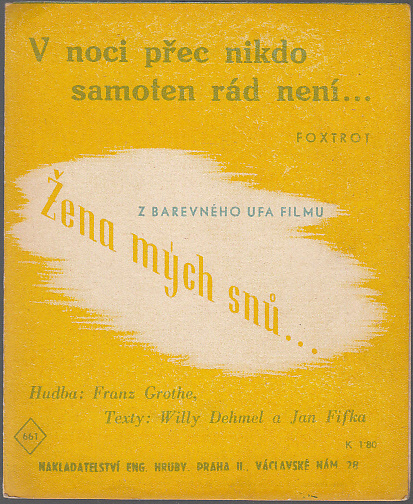 V noci přec nikdo
samoten rád není...
FOXTROT
Z BAREVNÉHO UFA FILMU
Žena mých snů...
Hudba: Franz Grothe,
Texty: Willy Dehmel a Jan Fifka
661
K 1·80
NAKLADATELSTVÍ ENG. HRUBY, PRAHA II., VÁCLAVSKÉ NÁM. 28